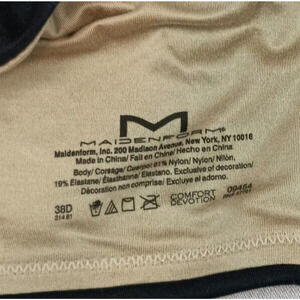 M
MAIDENFORM®
Maidenform, Inc. 200 Madison Avenue, New York, NY 10016
Made in China/ Fait en Chine/ Hecho en China
Body/ Corsage/ Cuerpo: 81% Nylon/ Nylon/ Nilón,
19% Elastane/ Élasthanne/ Elastano. Exclusive of decoration/
Décoration non comprise/ Excluye el adorno.
38D
COMFORT
DEVOTION
09454